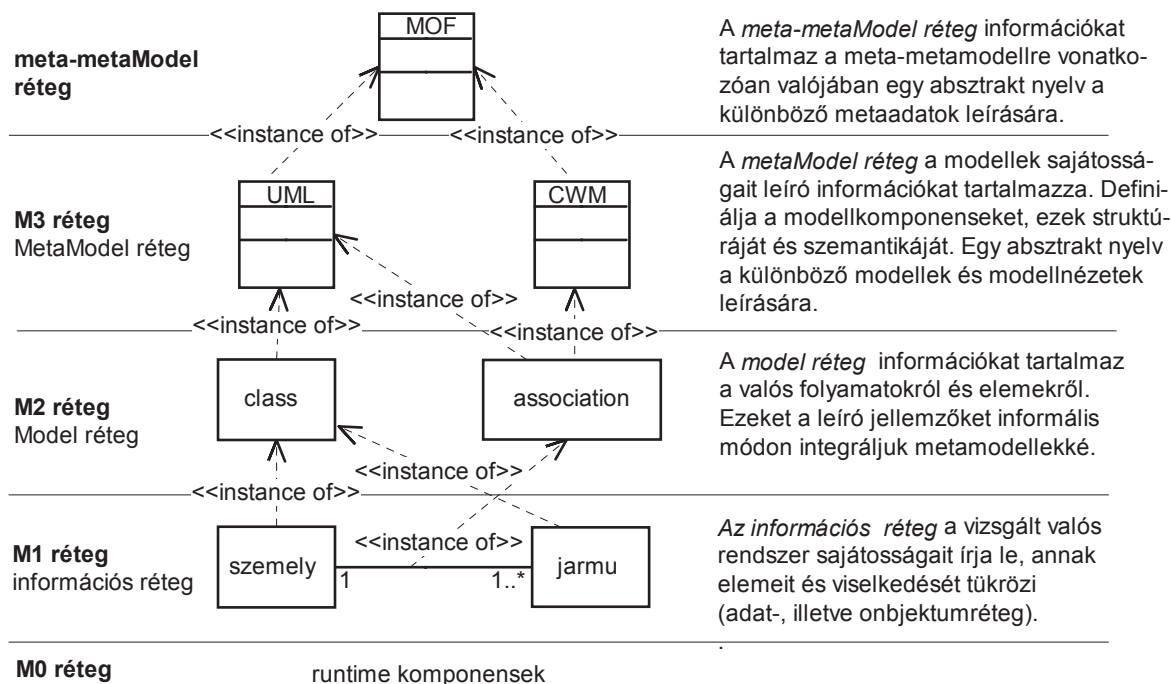 MOF
meta-metaModel
réteg
A meta-metaModel réteg információkat
tartalmaz a meta-metamodellre vonatko-
zóan valójában egy absztrakt nyelv a
különböző metaadatok leírására.
<<instance of>>
<<instance of>>
M3 réteg
MetaModel réteg
UML
CWM
A metaModel réteg a modellek sajátossá-
gait leíró információkat tartalmazza. Defini-
álja a modellkomponenseket, ezek struktú-
ráját és szemantikáját. Egy absztrakt nyelv
a különböző modellek és modellnézetek
leírására.
<<instance of>>
<<instance of>>
<<instance of>>
M2 réteg
Model réteg
class
association
A model réteg információkat tartalmaz
a valós folyamatokról és elemekről.
Ezeket a leíró jellemzőket informális
módon integráljuk metamodellekké.
<<instance of>>
<<instance of>>
M1 réteg
információs réteg
szemely
<<instance of>>
1
1..*
jarmu
Az információs réteg a vizsgált valós
rendszer sajátosságait írja le, annak
elemeit és viselkedését tükrözi
(adat-, illetve onbjektumréteg).
.
M0 réteg
runtime komponensek